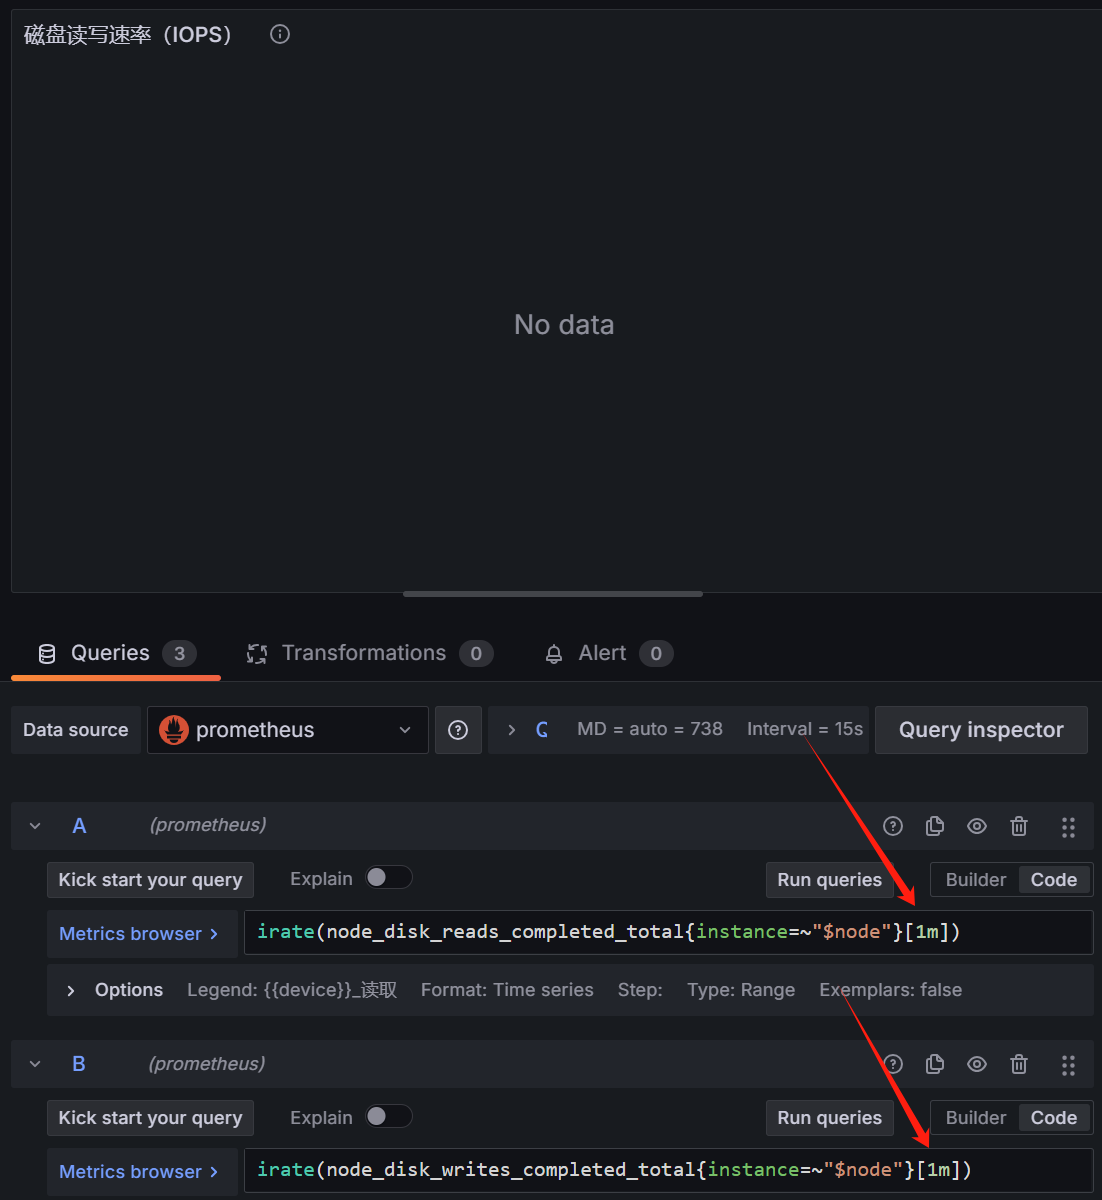 磁盘读写速率（IOPS）
No data
Queries 3 Transformations 0 Alert 0
Data source prometheus MD = auto = 738 Interval = 15s Query inspector
A (prometheus)
Kick start your query Explain Run queries Builder Code
Metrics browser > irate(node_disk_reads_completed_total{instance=~"$node"}[1m])
> Options Legend: {{device}}_读取 Format: Time series Step: Type: Range Exemplars: false
B (prometheus)
Kick start your query Explain Run queries Builder Code
Metrics browser > irate(node_disk_writes_completed_total{instance=~"$node"}[1m])